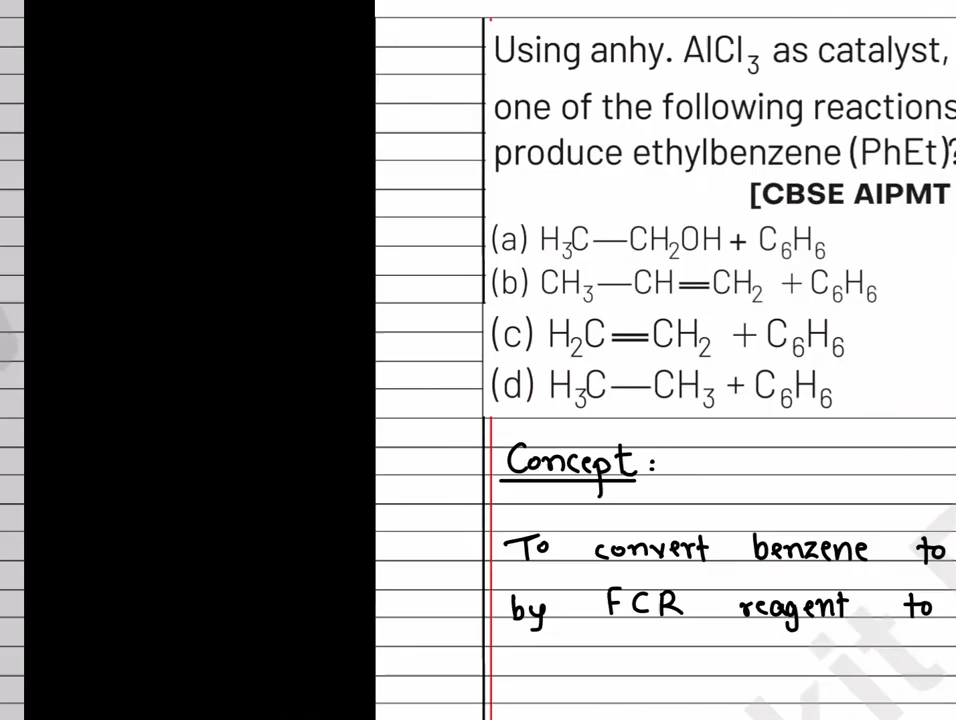 Using anhy. AlCl₃ as catalyst,
one of the following reactions
produce ethylbenzene (PhEt)?
[CBSE AIPMT
(a) H₃C—CH₂OH + C₆H₆
(b) CH₃—CH=CH₂ + C₆H₆
(c) H₂C=CH₂ + C₆H₆
(d) H₃C—CH₃ + C₆H₆
Concept :
To convert benzene to
by FCR reagent to